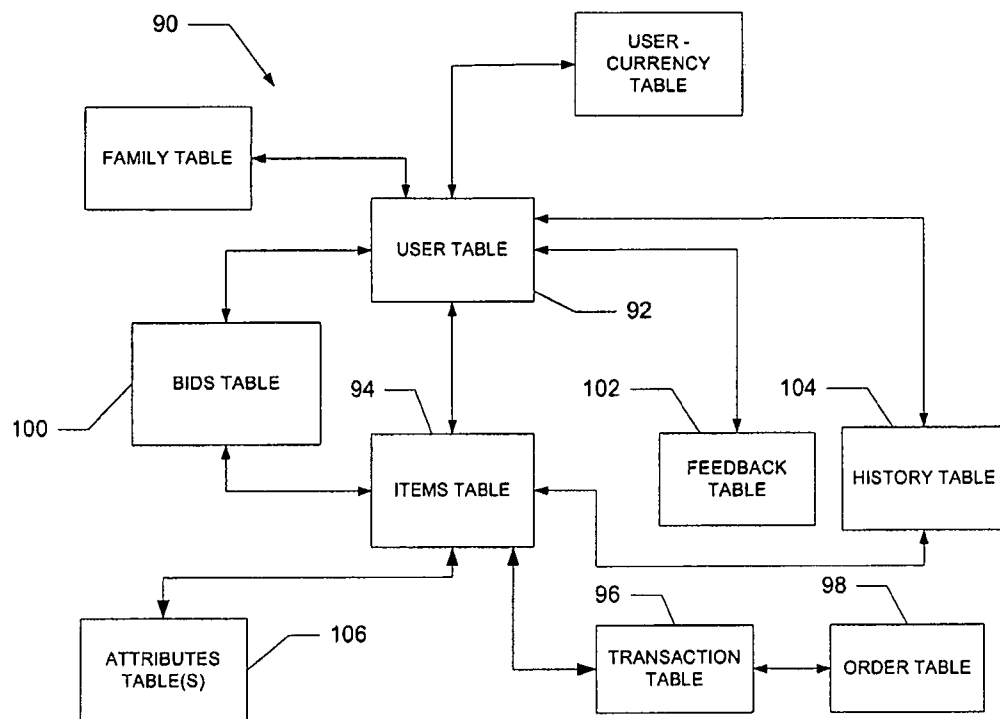 90
USER -
CURRENCY
TABLE
FAMILY TABLE
USER TABLE
92
BIDS TABLE
100
94
102
104
ITEMS TABLE
FEEDBACK
TABLE
HISTORY TABLE
96
98
ATTRIBUTES
TABLE(S)
106
TRANSACTION
TABLE
ORDER TABLE